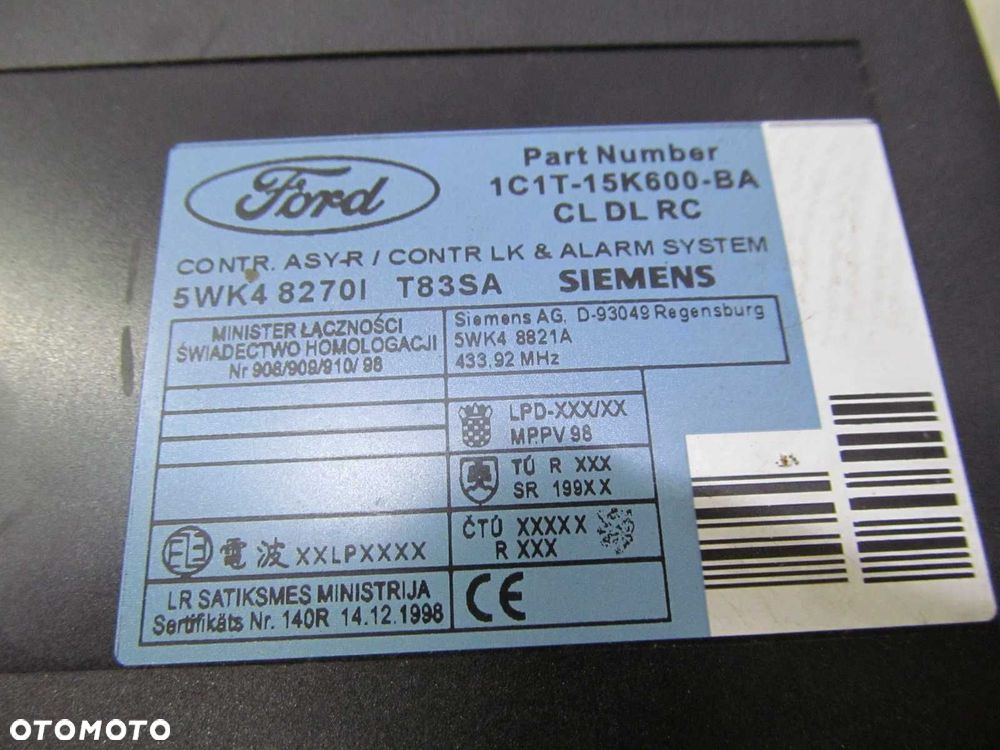 Ford
Part Number
1C1T-15K600-BA
CL DL RC
CONTR. ASY-R / CONTR LK & ALARM SYSTEM
5WK4 8270I T83SA SIEMENS
MINISTER ŁĄCZNOŚCI
ŚWIADECTWO HOMOLOGACJI
Nr 908/909/910/ 98
Siemens AG, D-93049 Regensburg
5WK4 8821A
433,92 MHz
LPD-XXX/XX
MPPV 98
TÚ R XXX
SR 199XX
電波 XXLPXXXX
ČTÚ XXXXX
R XXX
LR SATIKSMES MINISTRIJA
Sertifikāts Nr. 140R 14.12.1998
CE
OTOMOTO
OTOMOTO